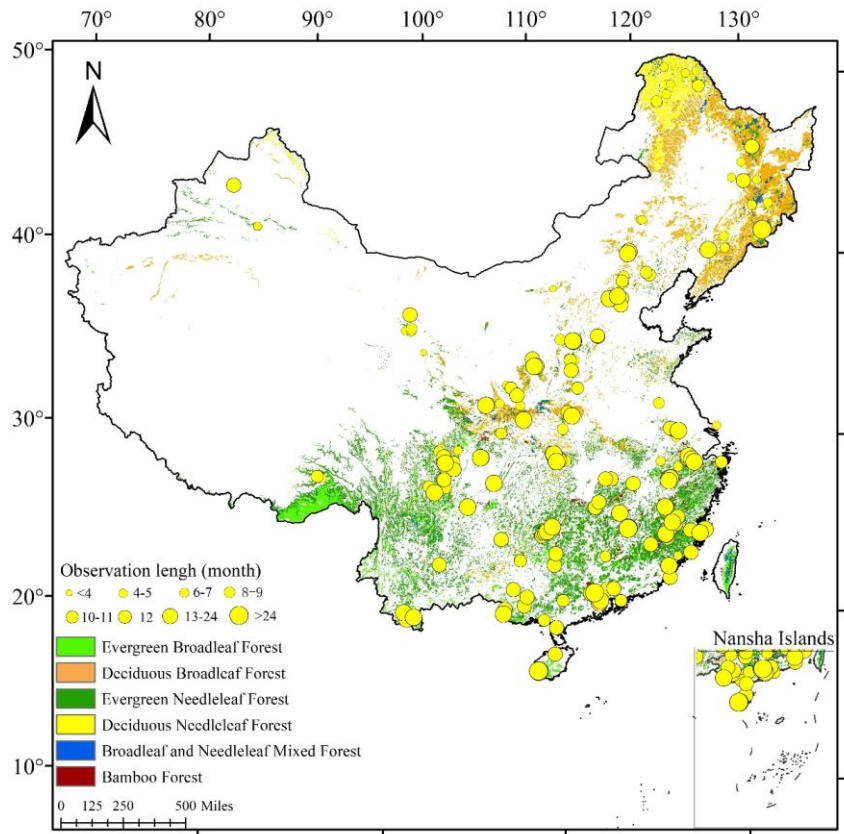 70° 80° 90° 100° 110° 120° 130°
50°
N
40°
30°
Observation lengh (month)
<4 4-5 6-7 8-9
20°
10-11 12 13-24 >24
Evergreen Broadleaf Forest
Nansha Islands
Deciduous Broadleaf Forest
Evergreen Needleleaf Forest
Deciduous Needleleaf Forest
Broadleaf and Needleleaf Mixed Forest
10°
Bamboo Forest
0 125 250 500 Miles